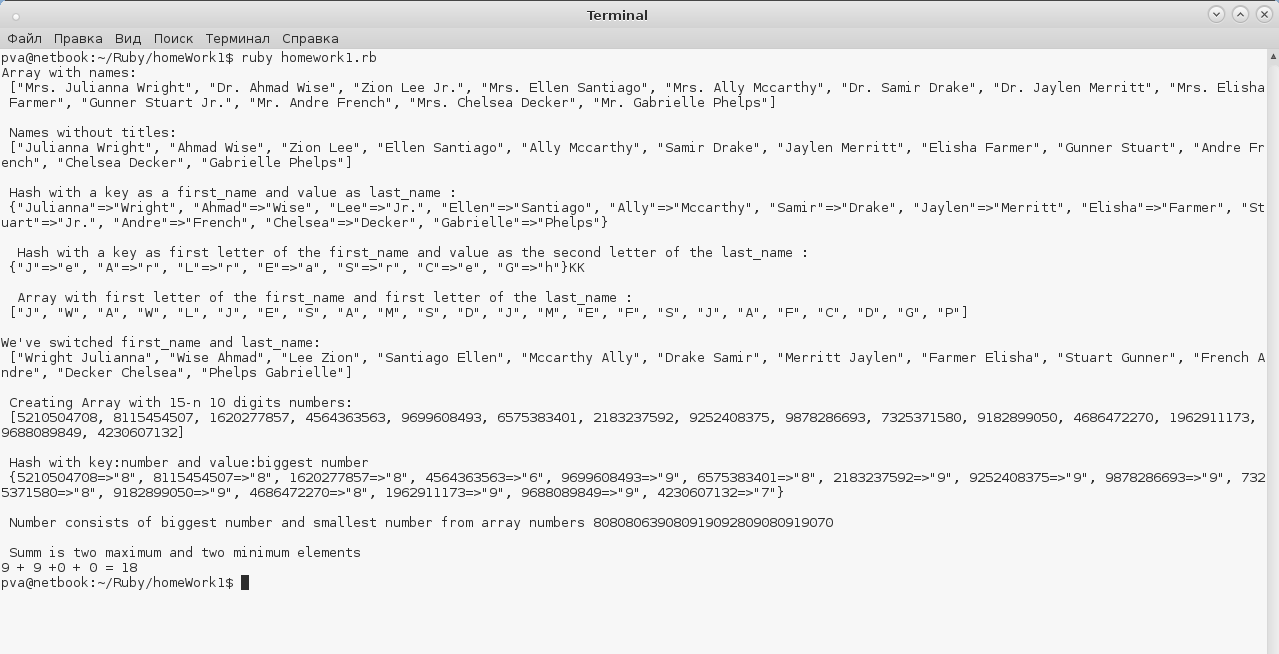 Terminal
Файл Правка Вид Поиск Терминал Справка
pva@netbook:~/Ruby/homeWork1$ ruby homework1.rb
Array with names:
["Mrs. Julianna Wright", "Dr. Ahmad Wise", "Zion Lee Jr.", "Mrs. Ellen Santiago", "Mrs. Ally Mccarthy", "Dr. Samir Drake", "Dr. Jaylen Merritt", "Mrs. Elisha
Farmer", "Gunner Stuart Jr.", "Mr. Andre French", "Mrs. Chelsea Decker", "Mr. Gabrielle Phelps"]
Names without titles:
["Julianna Wright", "Ahmad Wise", "Zion Lee", "Ellen Santiago", "Ally Mccarthy", "Samir Drake", "Jaylen Merritt", "Elisha Farmer", "Gunner Stuart", "Andre Fr
ench", "Chelsea Decker", "Gabrielle Phelps"]
Hash with a key as a first_name and value as last_name :
{"Julianna"=>"Wright", "Ahmad"=>"Wise", "Lee"=>"Jr.", "Ellen"=>"Santiago", "Ally"=>"Mccarthy", "Samir"=>"Drake", "Jaylen"=>"Merritt", "Elisha"=>"Farmer", "St
uart"=>"Jr.", "Andre"=>"French", "Chelsea"=>"Decker", "Gabrielle"=>"Phelps"}
Hash with a key as first letter of the first_name and value as the second letter of the last_name :
{"J"=>"e", "A"=>"r", "L"=>"r", "E"=>"a", "S"=>"r", "C"=>"e", "G"=>"h"}KK
Array with first letter of the first_name and first letter of the last_name :
["J", "W", "A", "W", "L", "J", "E", "S", "A", "M", "S", "D", "J", "M", "E", "F", "S", "J", "A", "F", "C", "D", "G", "P"]
We've switched first_name and last_name:
["Wright Julianna", "Wise Ahmad", "Lee Zion", "Santiago Ellen", "Mccarthy Ally", "Drake Samir", "Merritt Jaylen", "Farmer Elisha", "Stuart Gunner", "French A
ndre", "Decker Chelsea", "Phelps Gabrielle"]
Creating Array with 15-n 10 digits numbers:
[5210504708, 8115454507, 1620277857, 4564363563, 9699608493, 6575383401, 2183237592, 9252408375, 9878286693, 7325371580, 9182899050, 4686472270, 1962911173,
9688089849, 4230607132]
Hash with key:number and value:biggest number
{5210504708=>"8", 8115454507=>"8", 1620277857=>"8", 4564363563=>"6", 9699608493=>"9", 6575383401=>"8", 2183237592=>"9", 9252408375=>"9", 9878286693=>"9", 732
5371580=>"8", 9182899050=>"9", 4686472270=>"8", 1962911173=>"9", 9688089849=>"9", 4230607132=>"7"}
Number consists of biggest number and smallest number from array numbers 808080639080919092809080919070
Summ is two maximum and two minimum elements
9 + 9 +0 + 0 = 18
pva@netbook:~/Ruby/homeWork1$